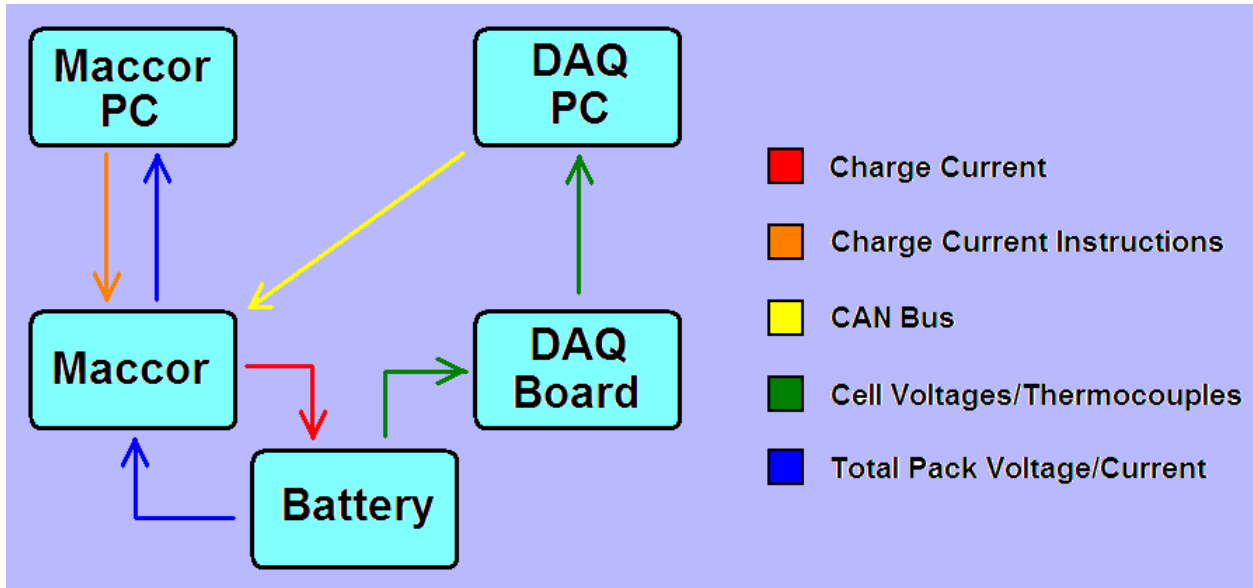 Maccor
PC
DAQ
PC
Maccor
DAQ
Board
Battery
Charge Current
Charge Current Instructions
CAN Bus
Cell Voltages/Thermocouples
Total Pack Voltage/Current